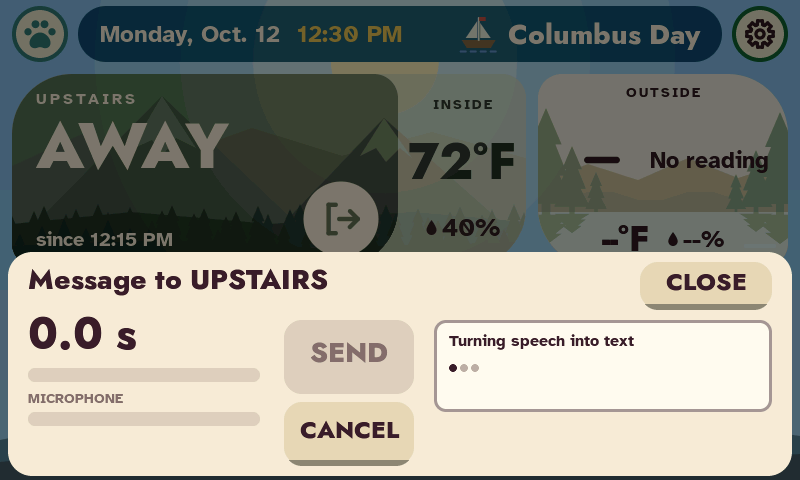 Monday, Oct. 12 12:30 PM Columbus Day
UPSTAIRS
AWAY
since 12:15 PM
INSIDE
72°F
40%
OUTSIDE
— No reading
--°F --%
Message to UPSTAIRS
CLOSE
0.0 s
MICROPHONE
SEND
CANCEL
Turning speech into text